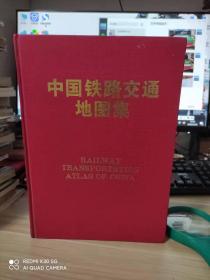 中国铁路交通
地图集
RAILWAY
TRANSPORTATION
ATLAS OF CHINA
REDMI K30 5G
AI QUAD CAMERA